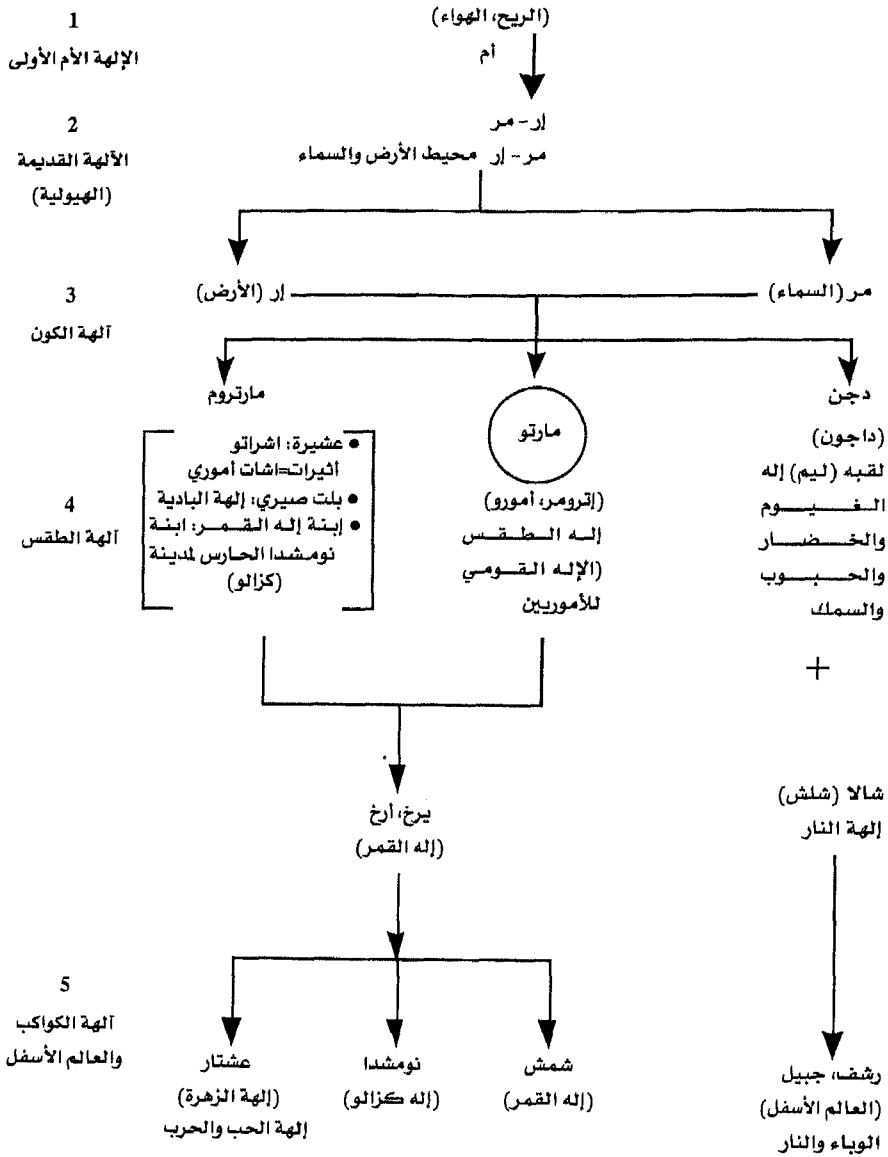 1
الإلهة الأم الأولى
(الريح، الهواء)
أم
2
الآلهة القديمة
(الهيولية)
إر - مر
مر - إر محيط الأرض والسماء
3
آلهة الكون
مر (السماء)
إر (الأرض)
4
آلهة الطقس
دجن
(داجون)
لقبه (ليم) إله
الغيوم
والخضار
والحبوب
والسمك
+
شالا (شلش)
إلهة النار
مارتو
(إترومر، أمورو)
إله الطقس
(الإله القومي
للأموريين
مارتروم
• عشيرة: اشراتو
أثيرات=اشات أموري
• بلت صيري: إلهة البادية
• إبنة إله القمر: ابنة
نومشدا الحارس لمدينة
(كزالو)
يرخ، أرخ
(إله القمر)
5
آلهة الكواكب
والعالم الأسفل
رشف، جبيل
(العالم الأسفل)
الوباء والنار
شمش
(إله القمر)
نومشدا
(إله كزالو)
عشتار
(إلهة الزهرة)
إلهة الحب والحرب